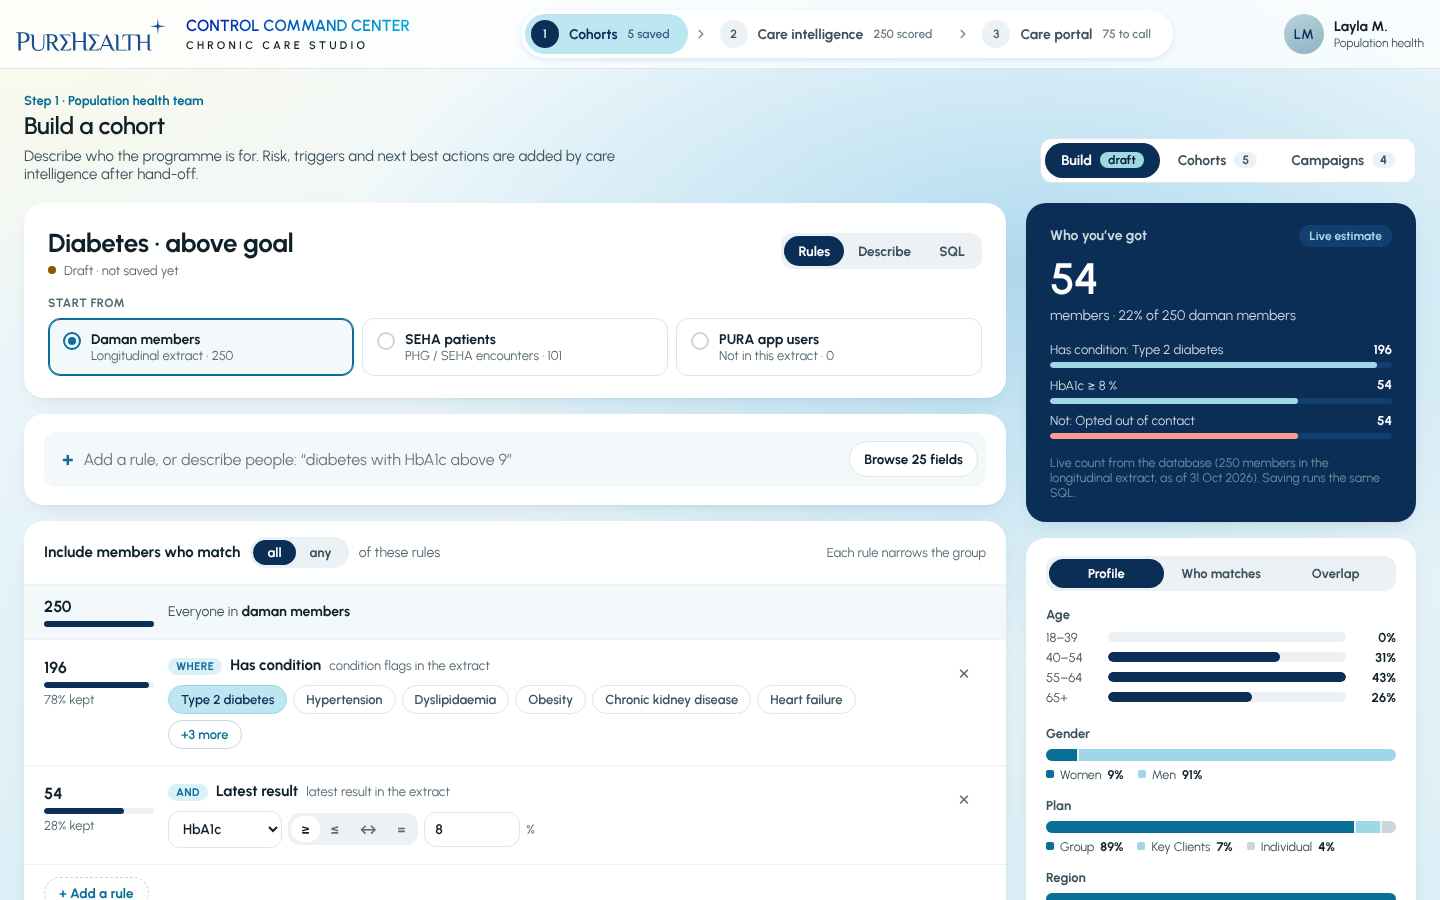 PUREHEALTH
CONTROL COMMAND CENTER
CHRONIC CARE STUDIO
1 Cohorts 5 saved
2 Care intelligence 250 scored
3 Care portal 75 to call
LM
Layla M.
Population health
Step 1 · Population health team
Build a cohort
Describe who the programme is for. Risk, triggers and next best actions are added by care
intelligence after hand-off.
Build draft
Cohorts 5
Campaigns 4
Diabetes · above goal
Draft · not saved yet
Rules Describe SQL
START FROM
Daman members
Longitudinal extract · 250
SEHA patients
PHG / SEHA encounters · 101
PURA app users
Not in this extract · 0
+ Add a rule, or describe people: “diabetes with HbA1c above 9”
Browse 25 fields
Include members who match all any of these rules
Each rule narrows the group
250
Everyone in daman members
196
78% kept
WHERE Has condition condition flags in the extract
×
Type 2 diabetes Hypertension Dyslipidaemia Obesity Chronic kidney disease Heart failure
+3 more
54
28% kept
AND Latest result latest result in the extract
×
HbA1c ≥ ≤ ↔ = 8 %
+ Add a rule
Who you’ve got
Live estimate
54
members · 22% of 250 daman members
Has condition: Type 2 diabetes 196
HbA1c ≥ 8 % 54
Not: Opted out of contact 54
Live count from the database (250 members in the
longitudinal extract, as of 31 Oct 2026). Saving runs the same
SQL.
Profile Who matches Overlap
Age
18–39 0%
40–54 31%
55–64 43%
65+ 26%
Gender
Women 9% Men 91%
Plan
Group 89% Key Clients 7% Individual 4%
Region